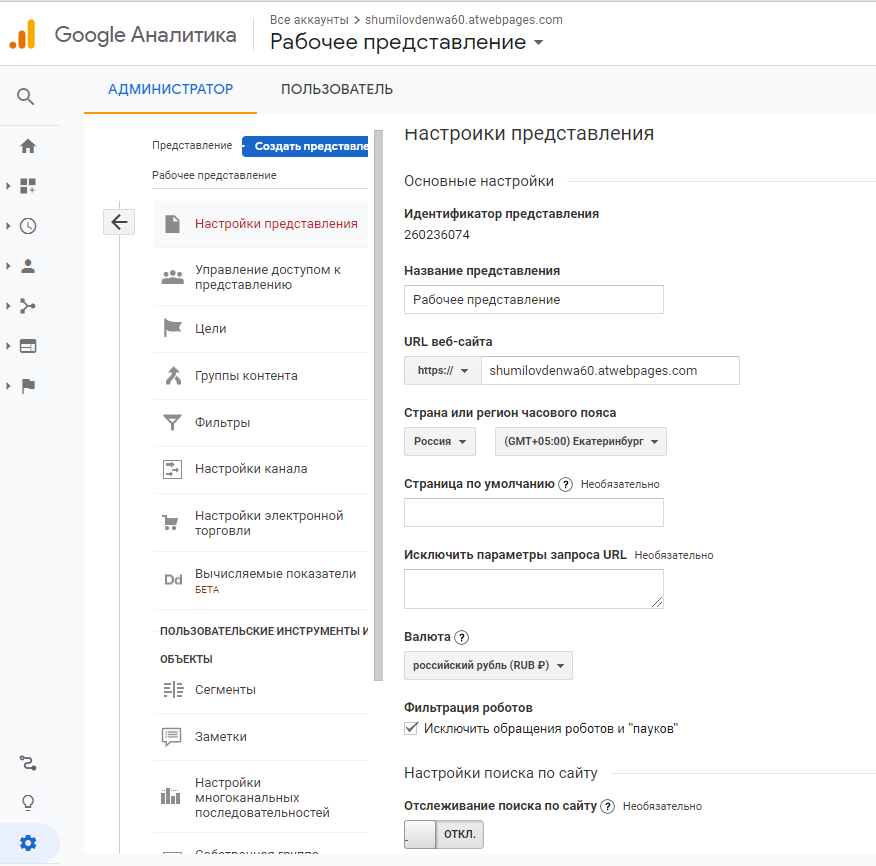 Google Аналитика
Все аккаунты > shumilovdenwa60.atwebpages.com
Рабочее представление
АДМИНИСТРАТОР
ПОЛЬЗОВАТЕЛЬ
Представление
Создать представле
Рабочее представление
Настройки представления
Управление доступом к
представлению
Цели
Группы контента
Фильтры
Настройки канала
Настройки электронной
торговли
Dd
Вычисляемые показатели
БЕТА
ПОЛЬЗОВАТЕЛЬСКИЕ ИНСТРУМЕНТЫ И
ОБЪЕКТЫ
Сегменты
Заметки
Настройки
многоканальных
последовательностей
Собственная группа
Настройки представления
Основные настройки
Идентификатор представления
260236074
Название представления
Рабочее представление
URL веб-сайта
https://
shumilovdenwa60.atwebpages.com
Страна или регион часового пояса
Россия
(GMT+05:00) Екатеринбург
Страница по умолчанию ? Необязательно
Исключить параметры запроса URL Необязательно
Валюта ?
российский рубль (RUB ₽)
Фильтрация роботов
Исключить обращения роботов и "пауков"
Настройки поиска по сайту
Отслеживание поиска по сайту ? Необязательно
ОТКЛ.